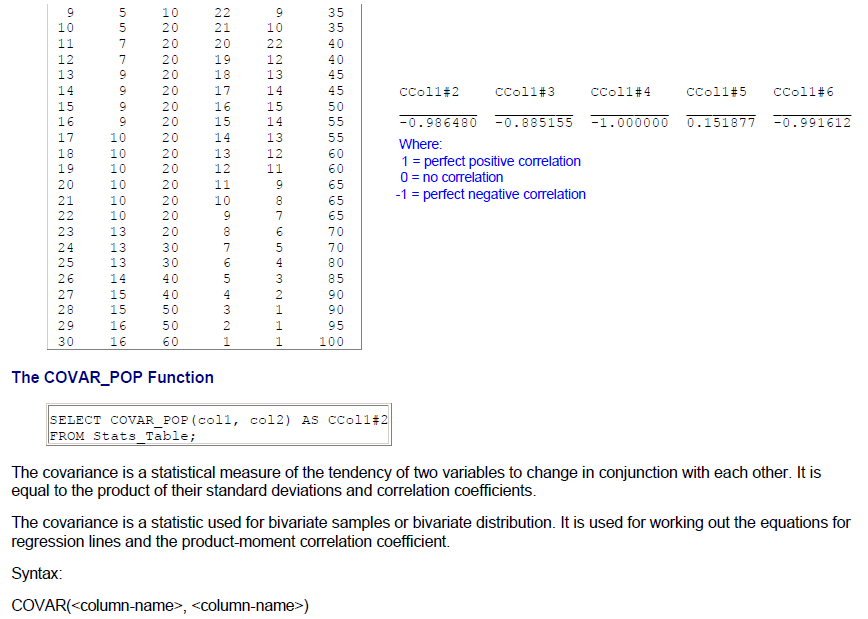 9 5 10 22 9 35
10 5 20 21 10 35
11 7 20 20 22 40
12 7 20 19 12 40
13 9 20 18 13 45
14 9 20 17 14 45
15 9 20 16 15 50
16 9 20 15 14 55
17 10 20 14 13 55
18 10 20 13 12 60
19 10 20 12 11 60
20 10 20 11 9 65
21 10 20 10 8 65
22 10 20 9 7 65
23 13 20 8 6 70
24 13 30 7 5 70
25 13 30 6 4 80
26 14 40 5 3 85
27 15 40 4 2 90
28 15 50 3 1 90
29 16 50 2 1 95
30 16 60 1 1 100
CCol1#2 CCol1#3 CCol1#4 CCol1#5 CCol1#6
-0.986480 -0.885155 -1.000000 0.151877 -0.991612
Where:
1 = perfect positive correlation
0 = no correlation
-1 = perfect negative correlation
The COVAR_POP Function
SELECT COVAR_POP(col1, col2) AS CCol1#2
FROM Stats_Table;
The covariance is a statistical measure of the tendency of two variables to change in conjunction with each other. It is
equal to the product of their standard deviations and correlation coefficients.
The covariance is a statistic used for bivariate samples or bivariate distribution. It is used for working out the equations for
regression lines and the product-moment correlation coefficient.
Syntax:
COVAR(<column-name>, <column-name>)